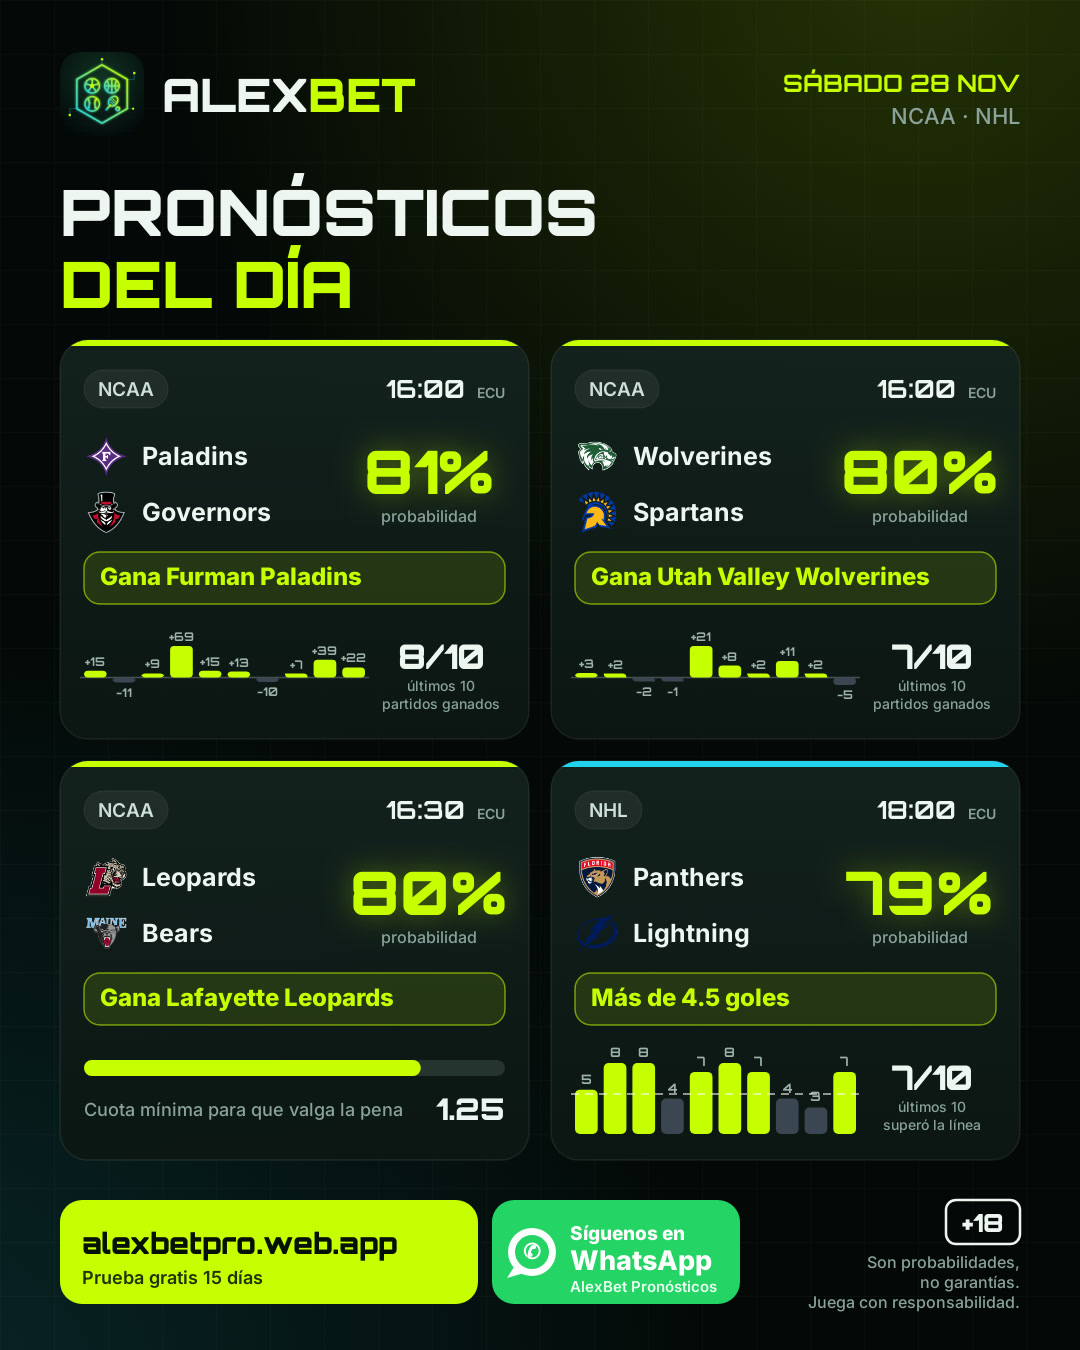 ALEXBET
SÁBADO 28 NOV
NCAA · NHL
PRONÓSTICOS
DEL DÍA
NCAA
16:00 ECU
F
Paladins
Governors
81%
probabilidad
Gana Furman Paladins
+15
-11
+9
+69
+15
+13
-10
+7
+39
+22
8/10
últimos 10
partidos ganados
NCAA
16:00 ECU
Wolverines
Spartans
80%
probabilidad
Gana Utah Valley Wolverines
+3
+2
-2
-1
+21
+8
+2
+11
+2
-5
7/10
últimos 10
partidos ganados
NCAA
16:30 ECU
L
Leopards
MAINE
Bears
80%
probabilidad
Gana Lafayette Leopards
Cuota mínima para que valga la pena
1.25
NHL
18:00 ECU
FLORIDA
Panthers
Lightning
79%
probabilidad
Más de 4.5 goles
5
8
8
4
7
8
7
4
3
7
7/10
últimos 10
superó la línea
alexbetpro.web.app
Prueba gratis 15 días
Síguenos en
WhatsApp
AlexBet Pronósticos
+18
Son probabilidades,
no garantías.
Juega con responsabilidad.